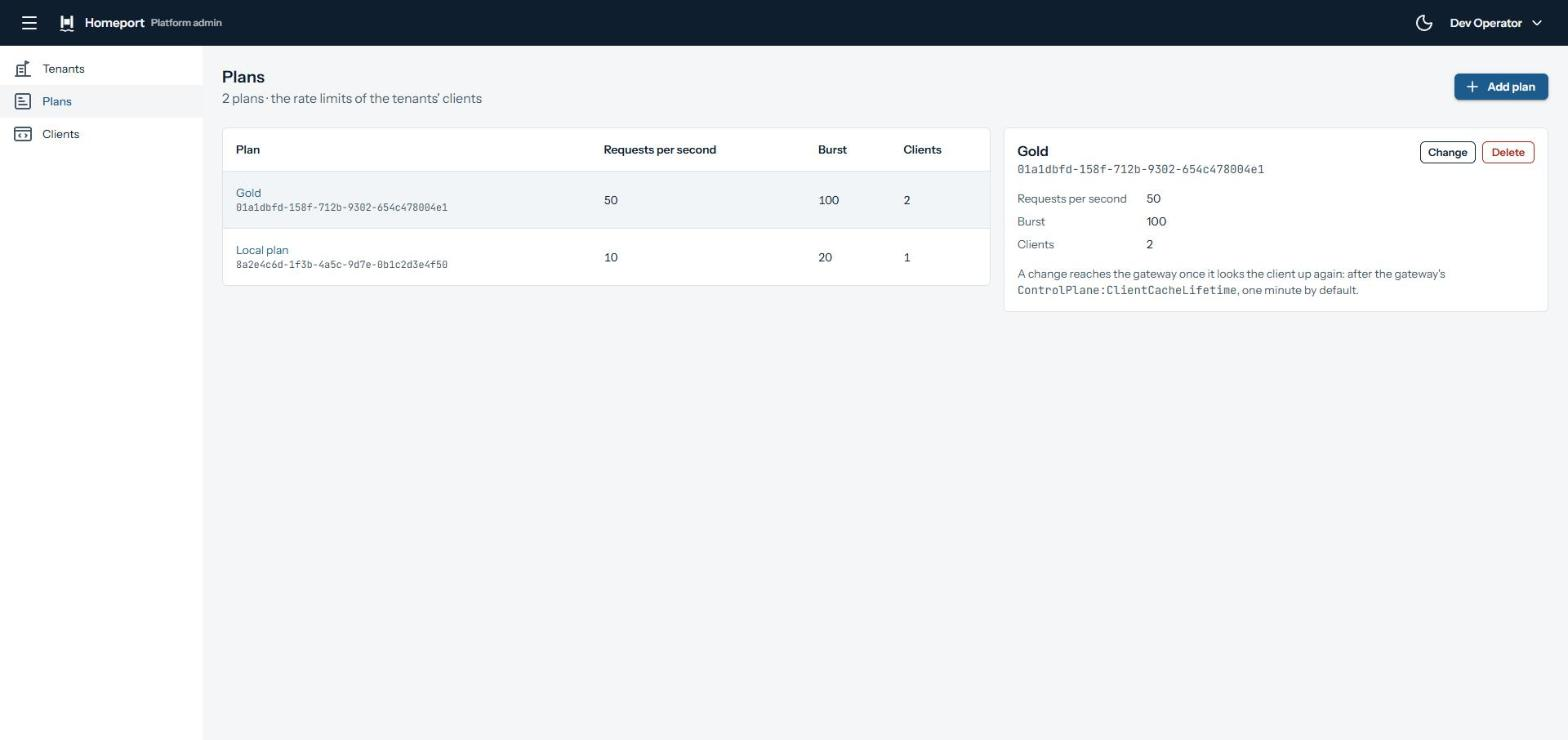 Homeport Platform admin
Dev Operator
Tenants
Plans
Clients
Plans
2 plans · the rate limits of the tenants' clients
Add plan
Plan Requests per second Burst Clients
Gold
01a1dbfd-158f-712b-9302-654c478004e1
50 100 2
Local plan
8a2e4c6d-1f3b-4a5c-9d7e-0b1c2d3e4f50
10 20 1
Gold
01a1dbfd-158f-712b-9302-654c478004e1
Change Delete
Requests per second 50
Burst 100
Clients 2
A change reaches the gateway once it looks the client up again: after the gateway's
ControlPlane:ClientCacheLifetime, one minute by default.